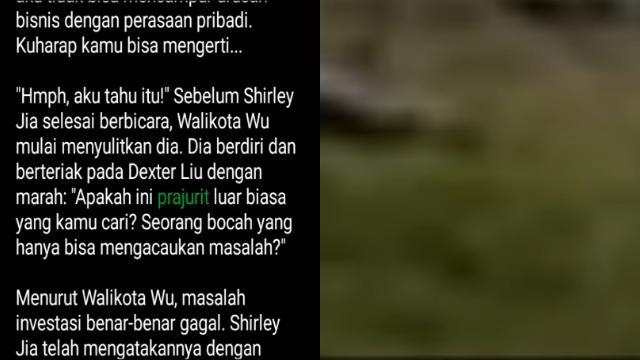 bisnis dengan perasaan pribadi.
Kuharap kamu bisa mengerti...
"Hmph, aku tahu itu!" Sebelum Shirley
Jia selesai berbicara, Walikota Wu
mulai menyulitkan dia. Dia berdiri dan
berteriak pada Dexter Liu dengan
marah: "Apakah ini prajurit luar biasa
yang kamu cari? Seorang bocah yang
hanya bisa mengacaukan masalah?"
Menurut Walikota Wu, masalah
investasi benar-benar gagal. Shirley
Jia telah mengatakannya dengan